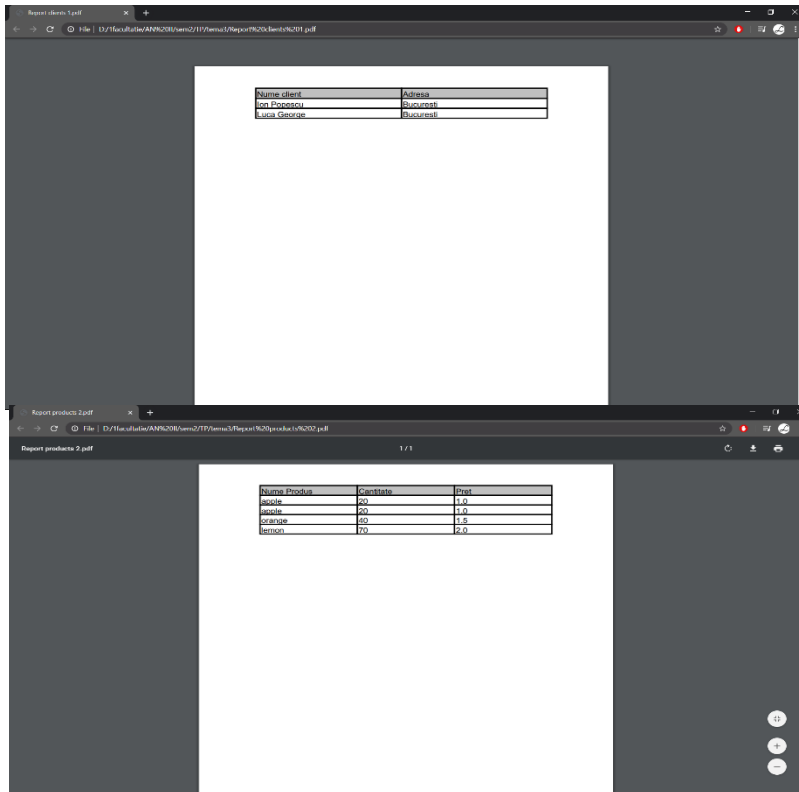 Report clients 1.pdf
File | D:/1facultatie/AN%20II/sem2/TP/tema3/Report%20clients%201.pdf
Nume client Adresa
Ion Popescu Bucuresti
Luca George Bucuresti
Report products 2.pdf
File | D:/1facultatie/AN%20II/sem2/TP/tema3/Report%20products%202.pdf
Report products 2.pdf 1 / 1
Nume Produs Cantitate Pret
apple 20 1.0
apple 20 1.0
orange 40 1.5
lemon 70 2.0